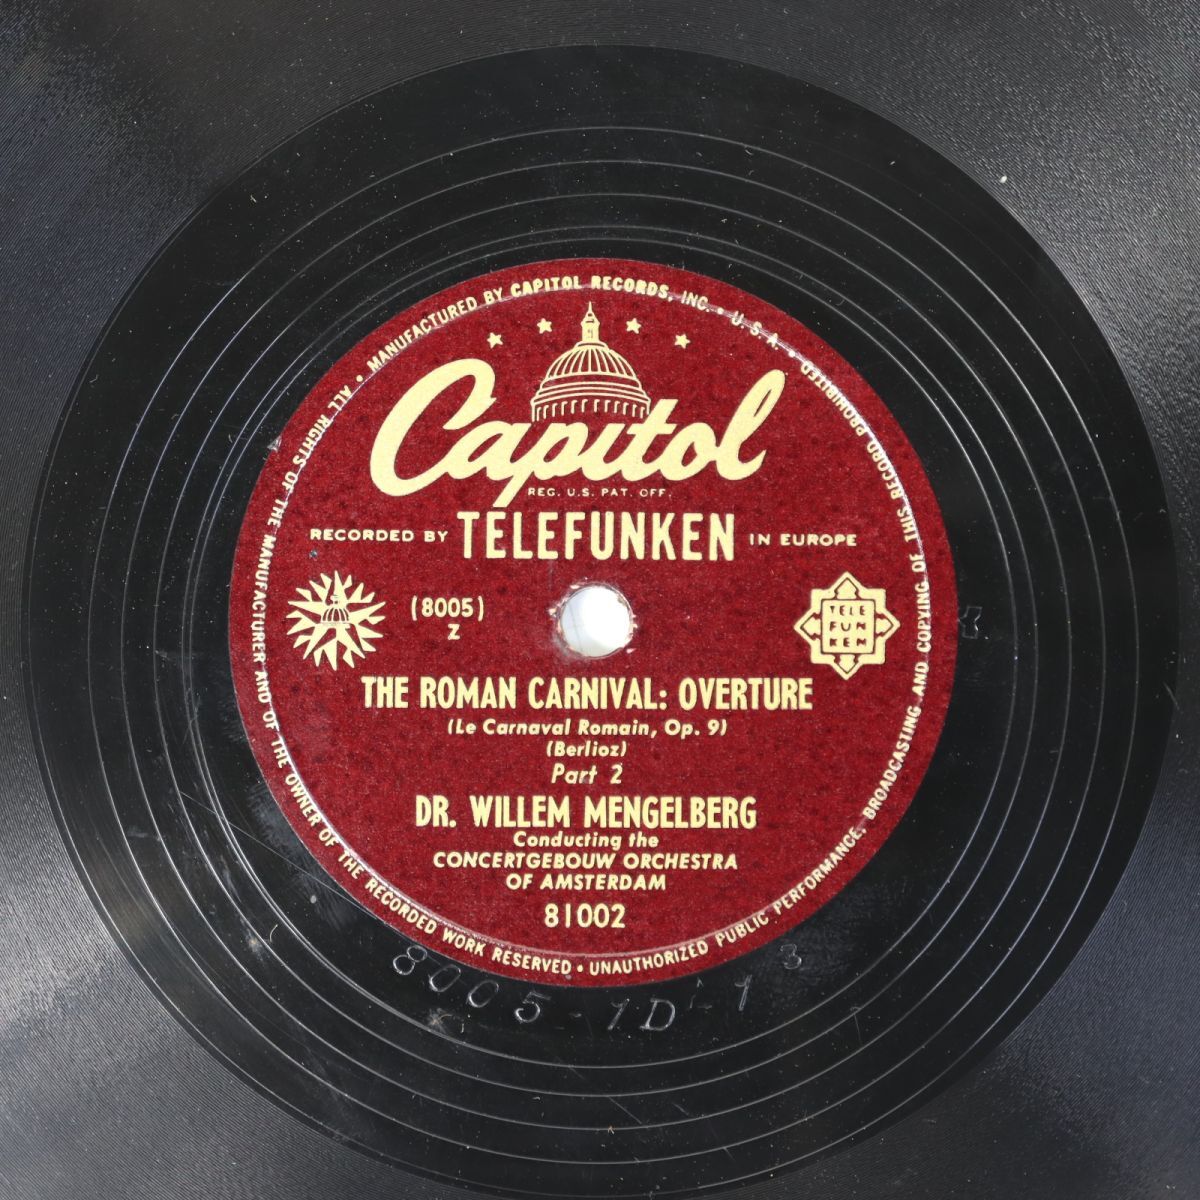 • MANUFACTURED BY CAPITOL RECORDS, INC. • U.S.A. •
Capitol
REG. U.S. PAT. OFF.
RECORDED BY TELEFUNKEN IN EUROPE
(8005)
Z
TELE
FUN
KEN
THE ROMAN CARNIVAL: OVERTURE
(Le Carnaval Romain, Op. 9)
(Berlioz)
Part 2
DR. WILLEM MENGELBERG
Conducting the
CONCERTGEBOUW ORCHESTRA
OF AMSTERDAM
81002
ALL RIGHTS OF THE MANUFACTURER AND OF THE OWNER OF THE RECORDED WORK RESERVED • UNAUTHORIZED PUBLIC PERFORMANCE, BROADCASTING AND COPYING OF THIS RECORD PROHIBITED
8005-1D-1
3